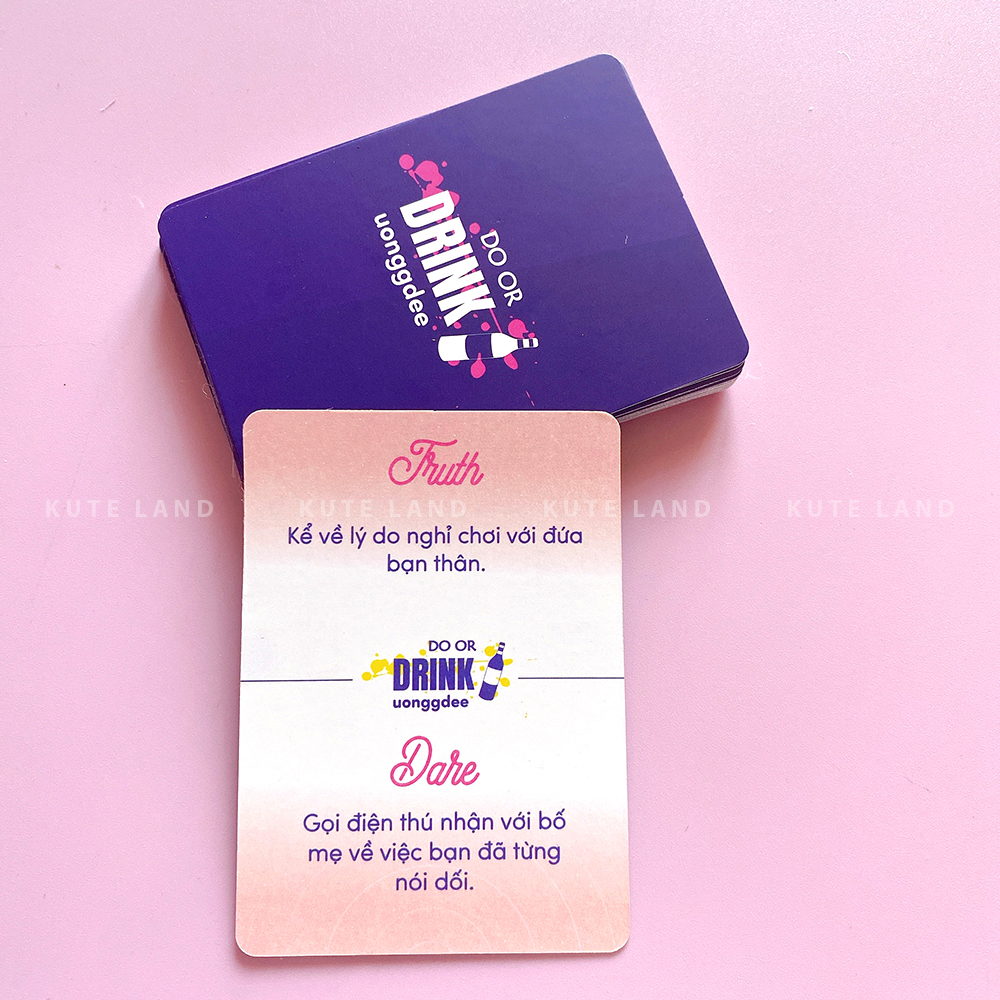 DO OR
DRINK
uonggdee
Truth
Kể về lý do nghỉ chơi với đứa
bạn thân.
DO OR
DRINK
uonggdee
Dare
Gọi điện thú nhận với bố
mẹ về việc bạn đã từng
nói dối.
KUTE LAND KUTE LAND KUTE LAND KUTE LAND